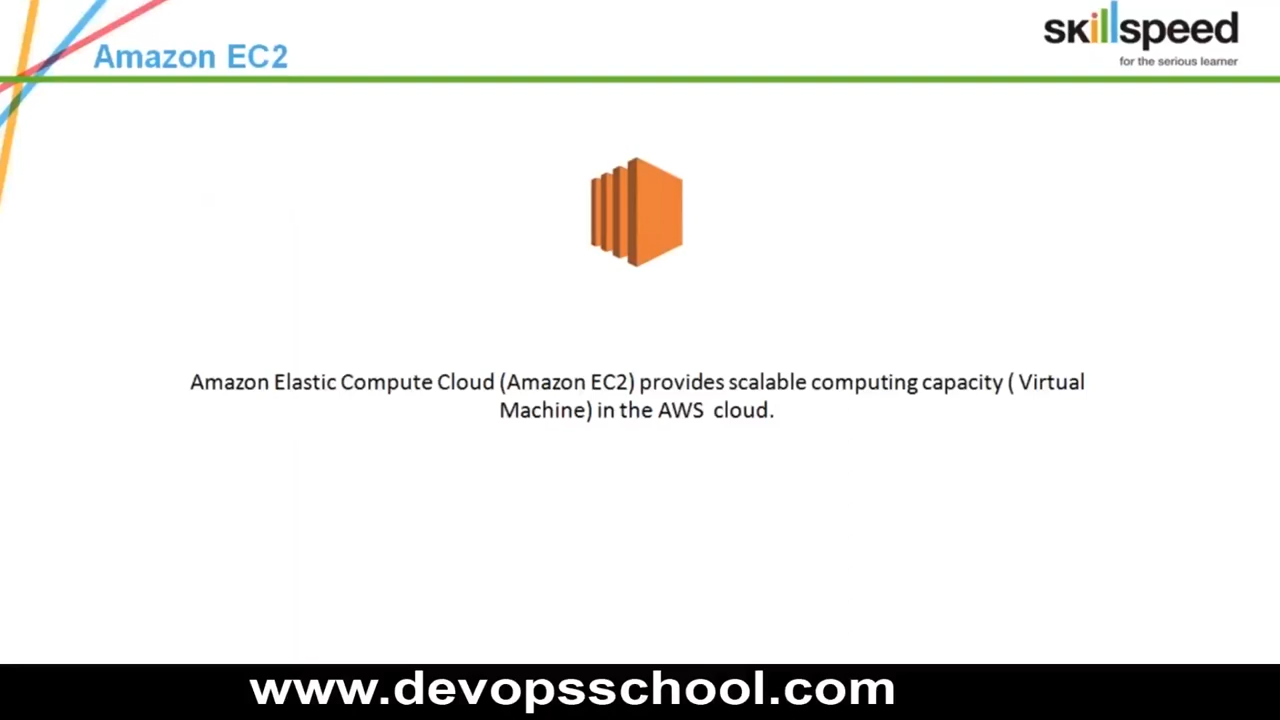 Amazon EC2
skillspeed
for the serious learner
Amazon Elastic Compute Cloud (Amazon EC2) provides scalable computing capacity ( Virtual
Machine) in the AWS cloud.
www.devopsschool.com